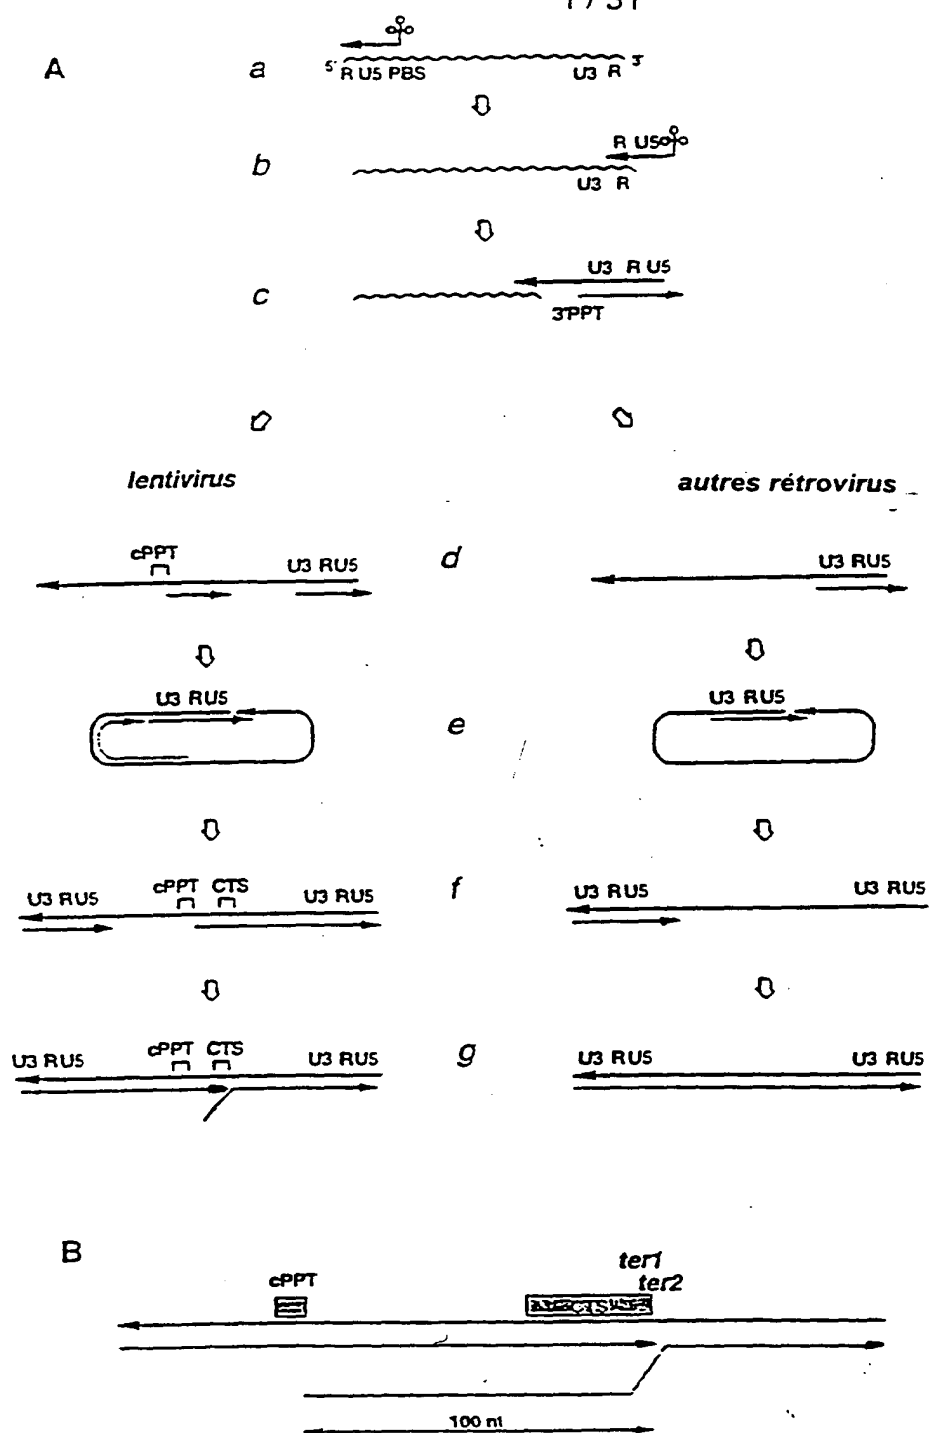 1/31
A
a
5' R U5 PBS U3 R 3'
R U5
b
U3 R
U3 R U5
c
3'PPT
lentivirus
autres rétrovirus
cPPT
U3 RU5
d
U3 RU5
U3 RU5
e
U3 RU5
U3 RU5 cPPT CTS U3 RU5
f
U3 RU5 U3 RU5
U3 RU5 cPPT CTS U3 RU5
g
U3 RU5 U3 RU5
B
ter1
cPPT
ter2
CTS
100 nt